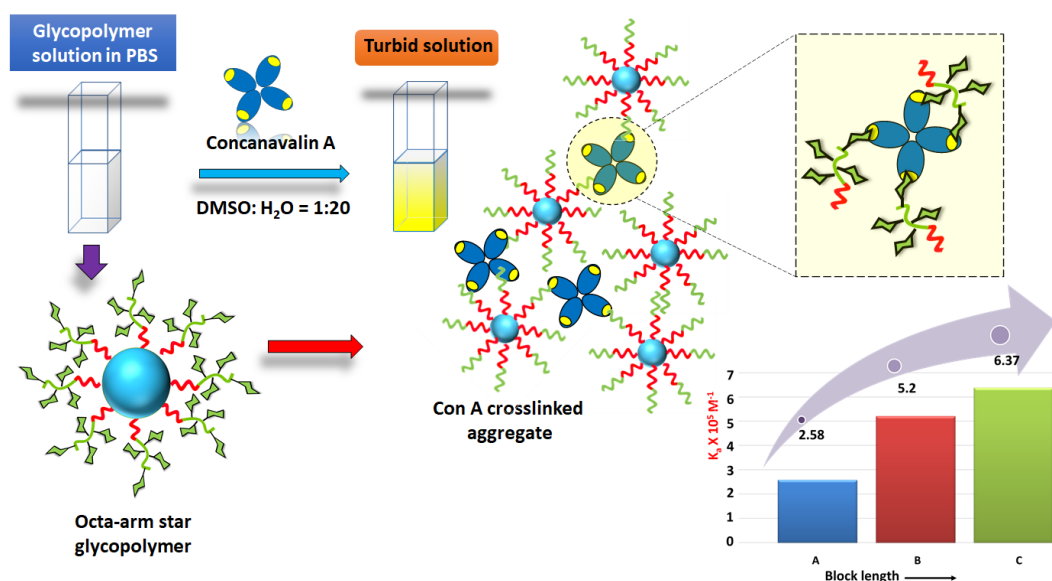 Glycopolymer
solution in PBS
Turbid solution
Concanavalin A
DMSO: H₂O = 1:20
Octa-arm star
glycopolymer
Con A crosslinked
aggregate
Kₐ X 10⁵ M⁻¹
7
6
5
4
3
2
1
0
2.58
5.2
6.37
A
B
C
Block length